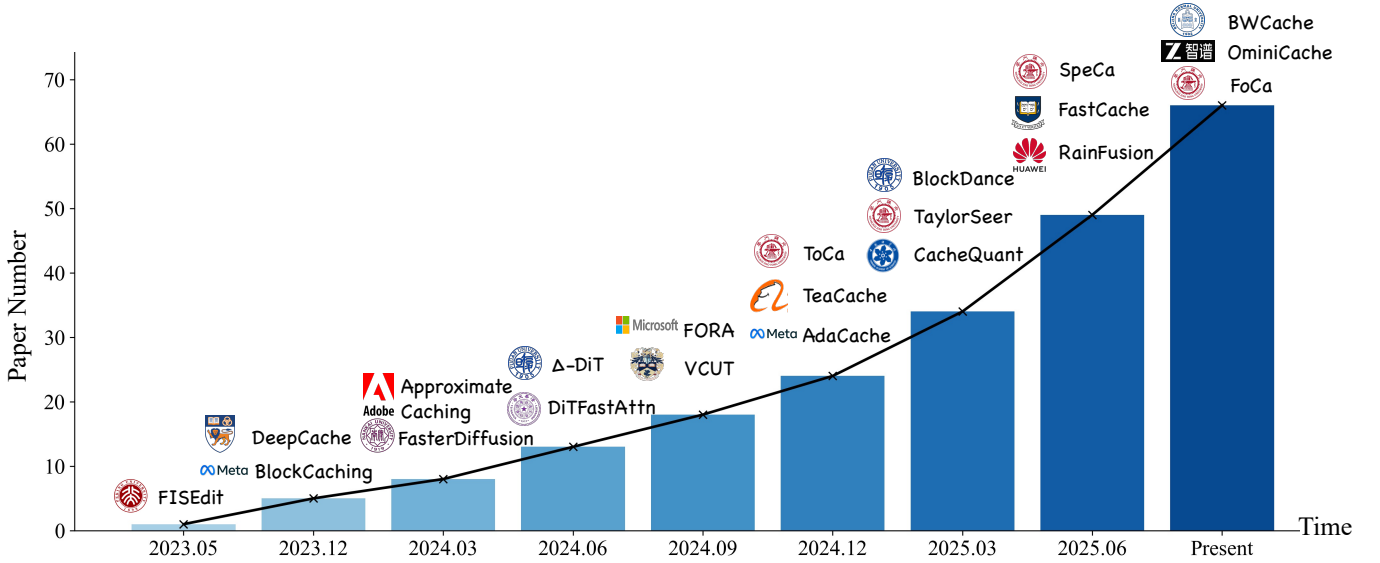 BWCache
智谱 OminiCache
FoCa
SpeCa
FastCache
HUAWEI RainFusion
BlockDance
TaylorSeer
CacheQuant
ToCa
TeaCache
Meta AdaCache
Microsoft FORA
VCUT
Δ-DiT
DiTFastAttn
Adobe Approximate
Caching
FasterDiffusion
DeepCache
Meta BlockCaching
FISEdit
Paper Number
70
60
50
40
30
20
10
0
2023.05 2023.12 2024.03 2024.06 2024.09 2024.12 2025.03 2025.06 Present
Time